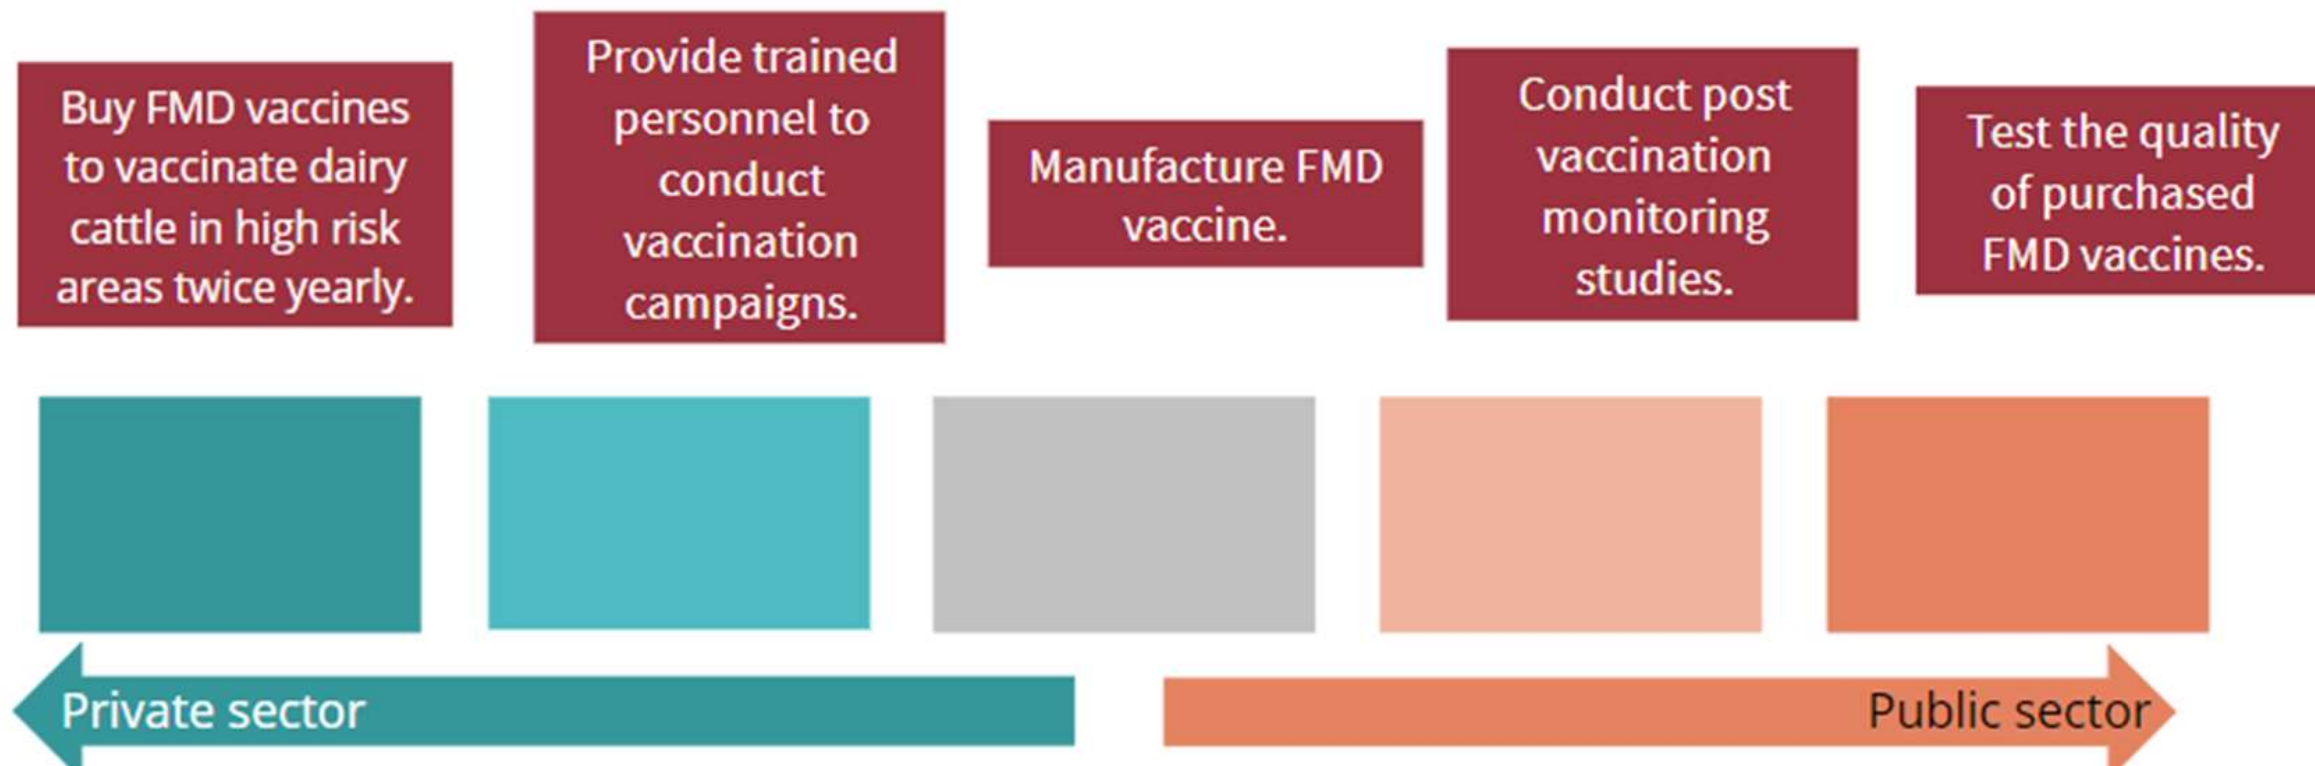 Buy FMD vaccines
to vaccinate dairy
cattle in high risk
areas twice yearly.
Provide trained
personnel to
conduct
vaccination
campaigns.
Manufacture FMD
vaccine.
Conduct post
vaccination
monitoring
studies.
Test the quality
of purchased
FMD vaccines.
Private sector
Public sector